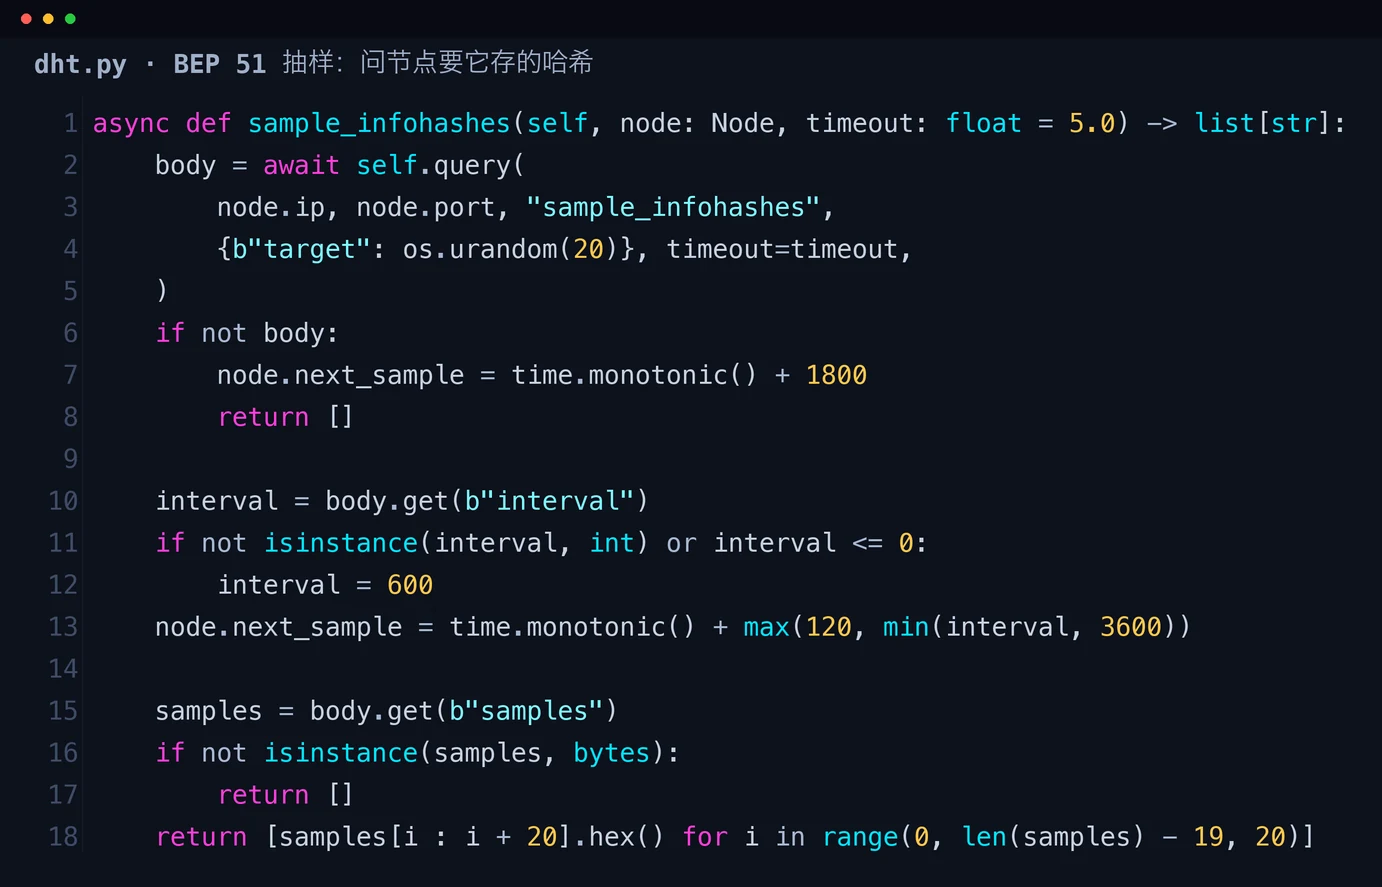 dht.py · BEP 51 抽样：问节点要它存的哈希
1 async def sample_infohashes(self, node: Node, timeout: float = 5.0) -> list[str]:
2     body = await self.query(
3         node.ip, node.port, "sample_infohashes",
4         {b"target": os.urandom(20)}, timeout=timeout,
5     )
6     if not body:
7         node.next_sample = time.monotonic() + 1800
8         return []
9
10     interval = body.get(b"interval")
11     if not isinstance(interval, int) or interval <= 0:
12         interval = 600
13     node.next_sample = time.monotonic() + max(120, min(interval, 3600))
14
15     samples = body.get(b"samples")
16     if not isinstance(samples, bytes):
17         return []
18     return [samples[i : i + 20].hex() for i in range(0, len(samples) - 19, 20)]